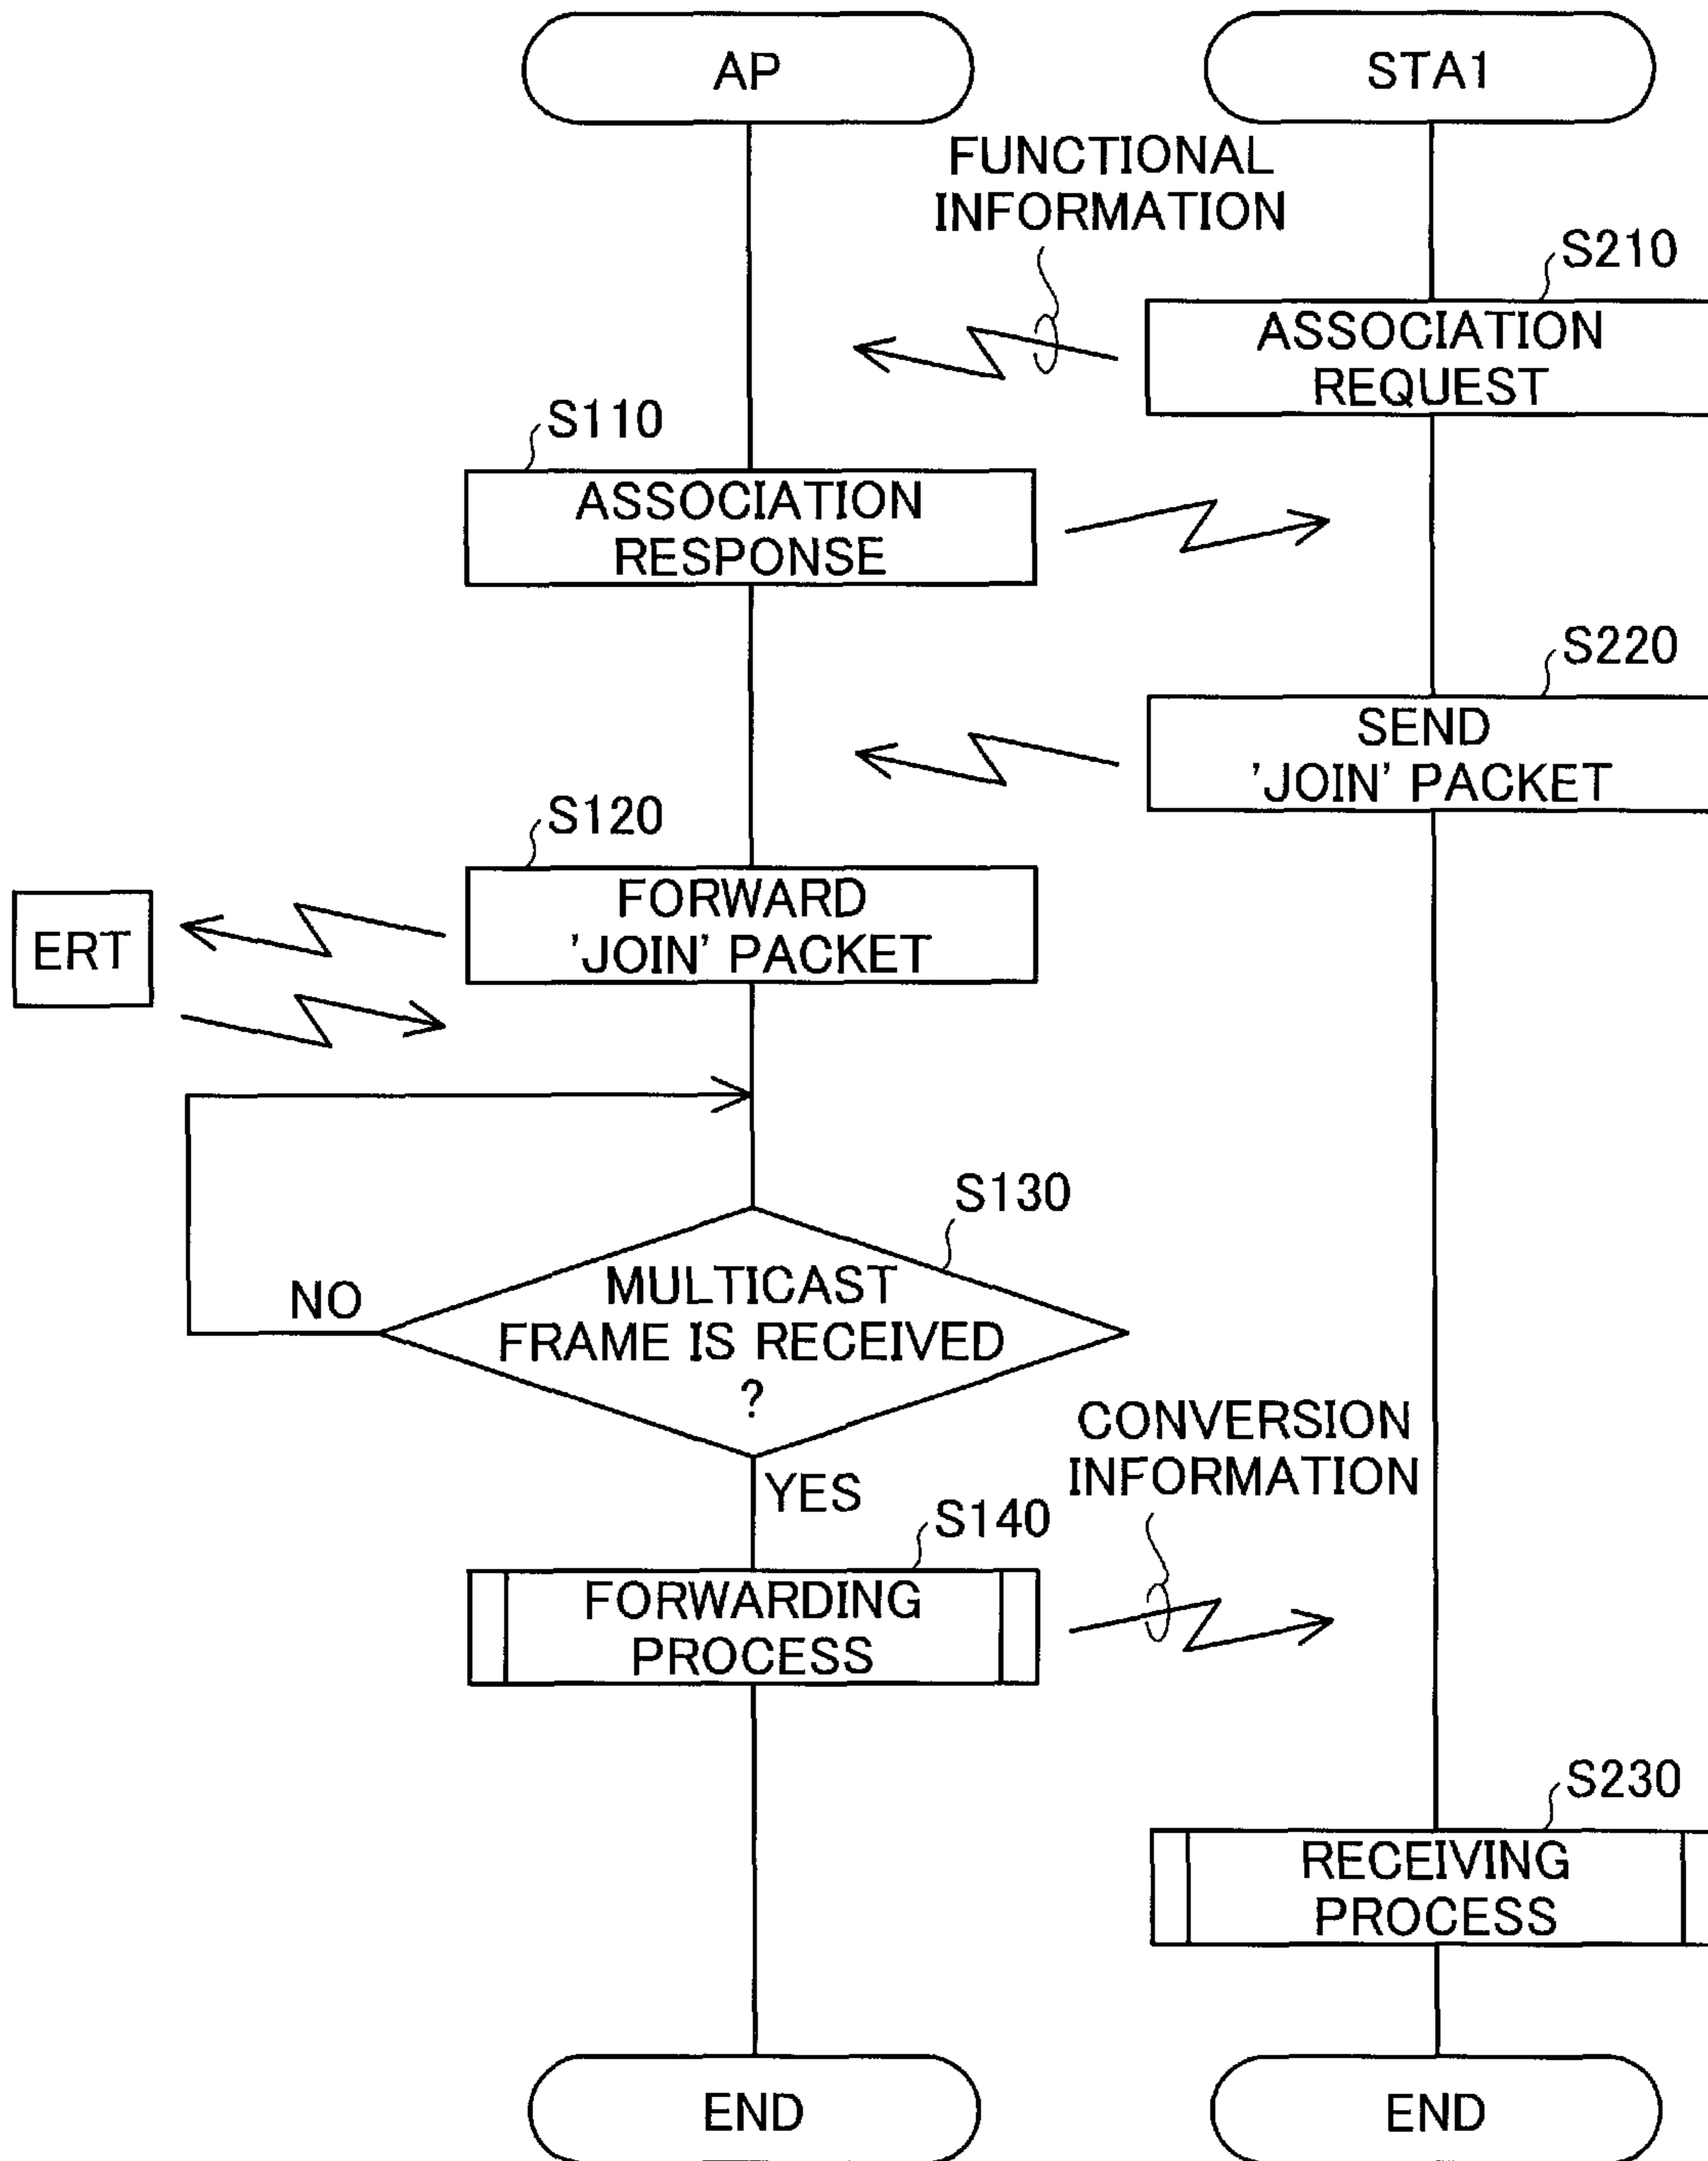 AP
STA1
FUNCTIONAL
INFORMATION
S210
ASSOCIATION
REQUEST
S110
ASSOCIATION
RESPONSE
S220
SEND
'JOIN' PACKET
S120
FORWARD
'JOIN' PACKET
ERT
S130
MULTICAST
FRAME IS RECEIVED
?
NO
YES
CONVERSION
INFORMATION
S140
FORWARDING
PROCESS
S230
RECEIVING
PROCESS
END
END